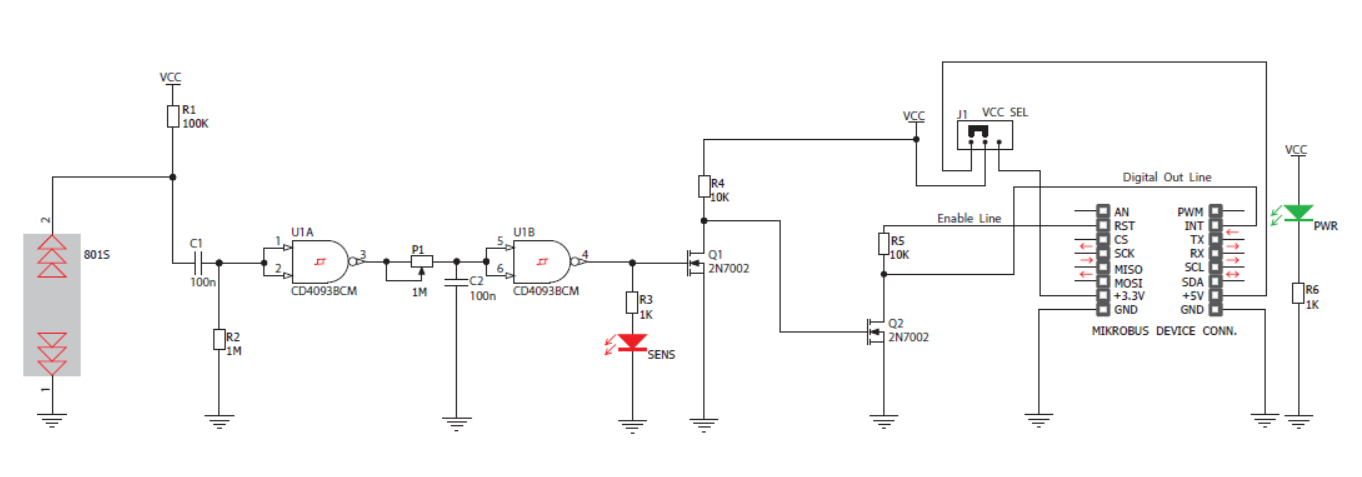 VCC
R1
100K
2
801S
1
C1
100n
R2
1M
U1A
1
2
3
CD4093BCM
P1
1M
C2
100n
U1B
5
6
4
CD4093BCM
R3
1K
SENS
Q1
2N7002
R4
10K
VCC
J1 VCC SEL
Enable Line
Digital Out Line
R5
10K
Q2
2N7002
AN
RST
CS
SCK
MISO
MOSI
+3.3V
GND
PWM
INT
TX
RX
SCL
SDA
+5V
GND
MIKROBUS DEVICE CONN.
VCC
PWR
R6
1K